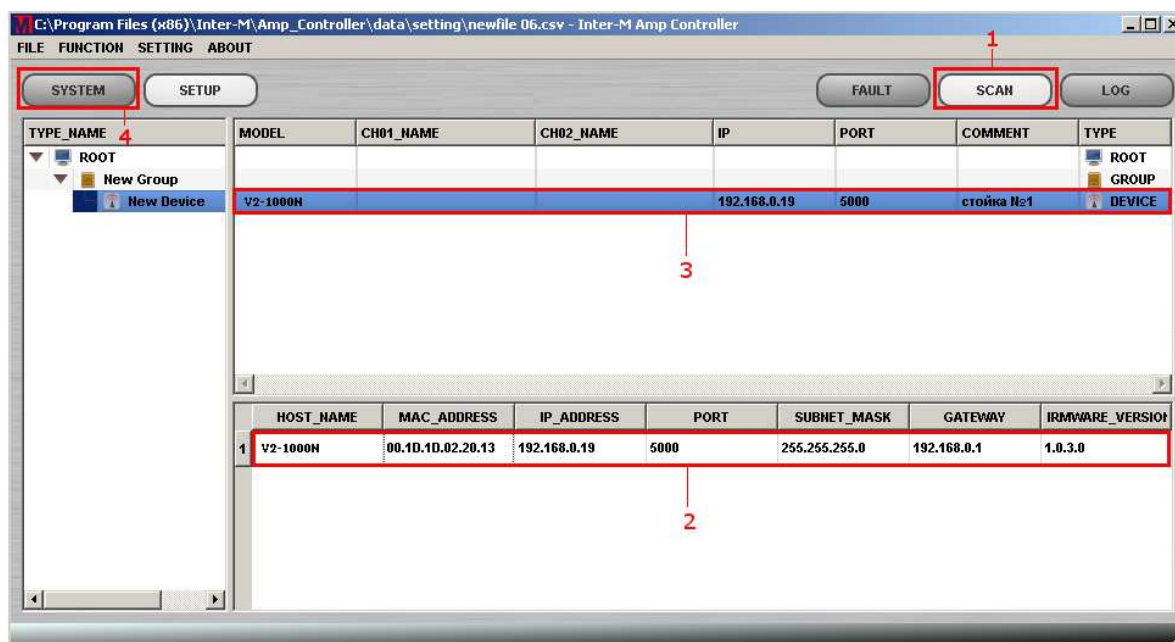 C:\Program Files (x86)\Inter-M\Amp_Controller\data\setting\newfile 06.csv - Inter-M Amp Controller
FILE FUNCTION SETTING ABOUT
1
SYSTEM SETUP FAULT SCAN LOG
4
TYPE_NAME MODEL CH01_NAME CH02_NAME IP PORT COMMENT TYPE
ROOT ROOT
New Group GROUP
New Device V2-1000N 192.168.0.19 5000 стойка №1 DEVICE
3
HOST_NAME MAC_ADDRESS IP_ADDRESS PORT SUBNET_MASK GATEWAY IRMWARE_VERSION
1 V2-1000N 00.1D.1D.02.20.13 192.168.0.19 5000 255.255.255.0 192.168.0.1 1.0.3.0
2